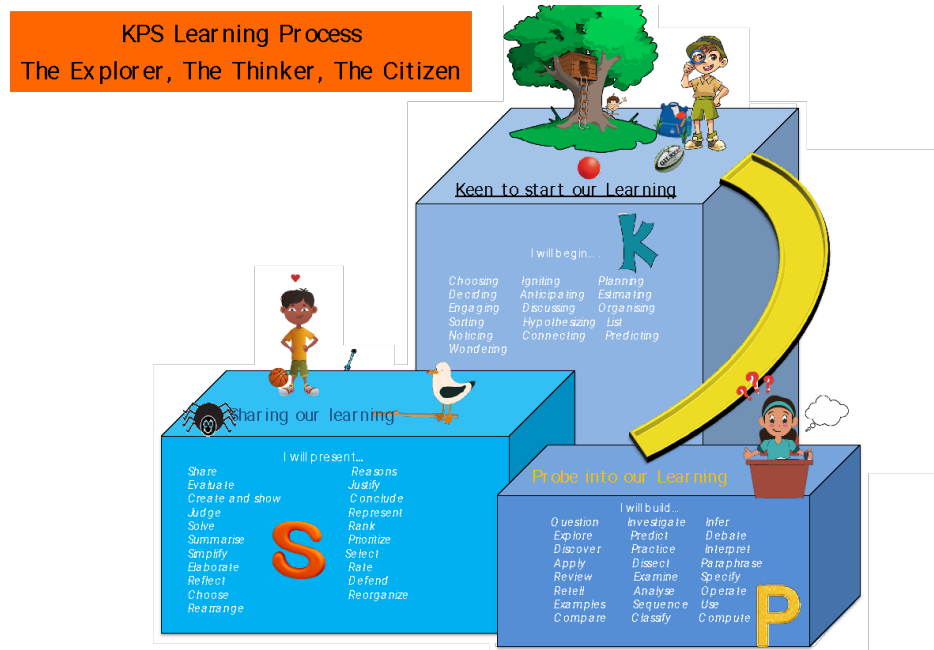 KPS Learning Process
The Explorer, The Thinker, The Citizen
GILBERT
Keen to start our Learning
K
I will begin....
Choosing Igniting Planning
Deciding Anticipating Estimating
Engaging Discussing Organising
Sorting Hypothesizing List
Noticing Connecting Predicting
Wondering
Sharing our learning
I will present...
Share Reasons
Evaluate Justify
Create and show Conclude
Judge Represent
Solve Rank
Summarise Prioritize
Simplify Select
Elaborate Rate
Reflect Defend
Choose Reorganize
Rearrange
S
???
Probe into our Learning
I will build...
Question Investigate Infer
Explore Predict Debate
Discover Practice Interpret
Apply Dissect Paraphrase
Review Examine Specify
Retell Analyse Operate
Examples Sequence Use
Compare Classify Compute
P